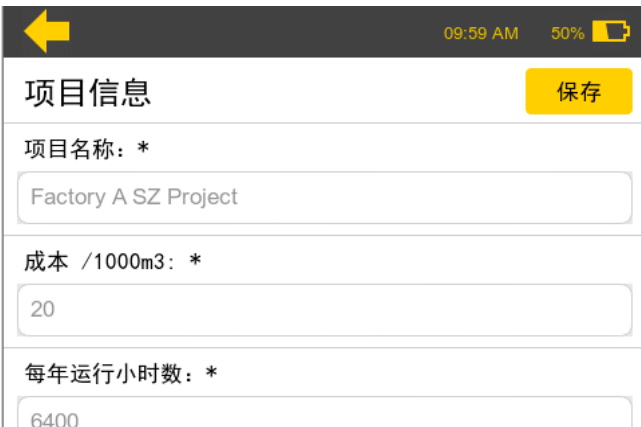 09:59 AM 50%
项目信息 保存
项目名称：*
Factory A SZ Project
成本 /1000m3: *
20
每年运行小时数：*
6400